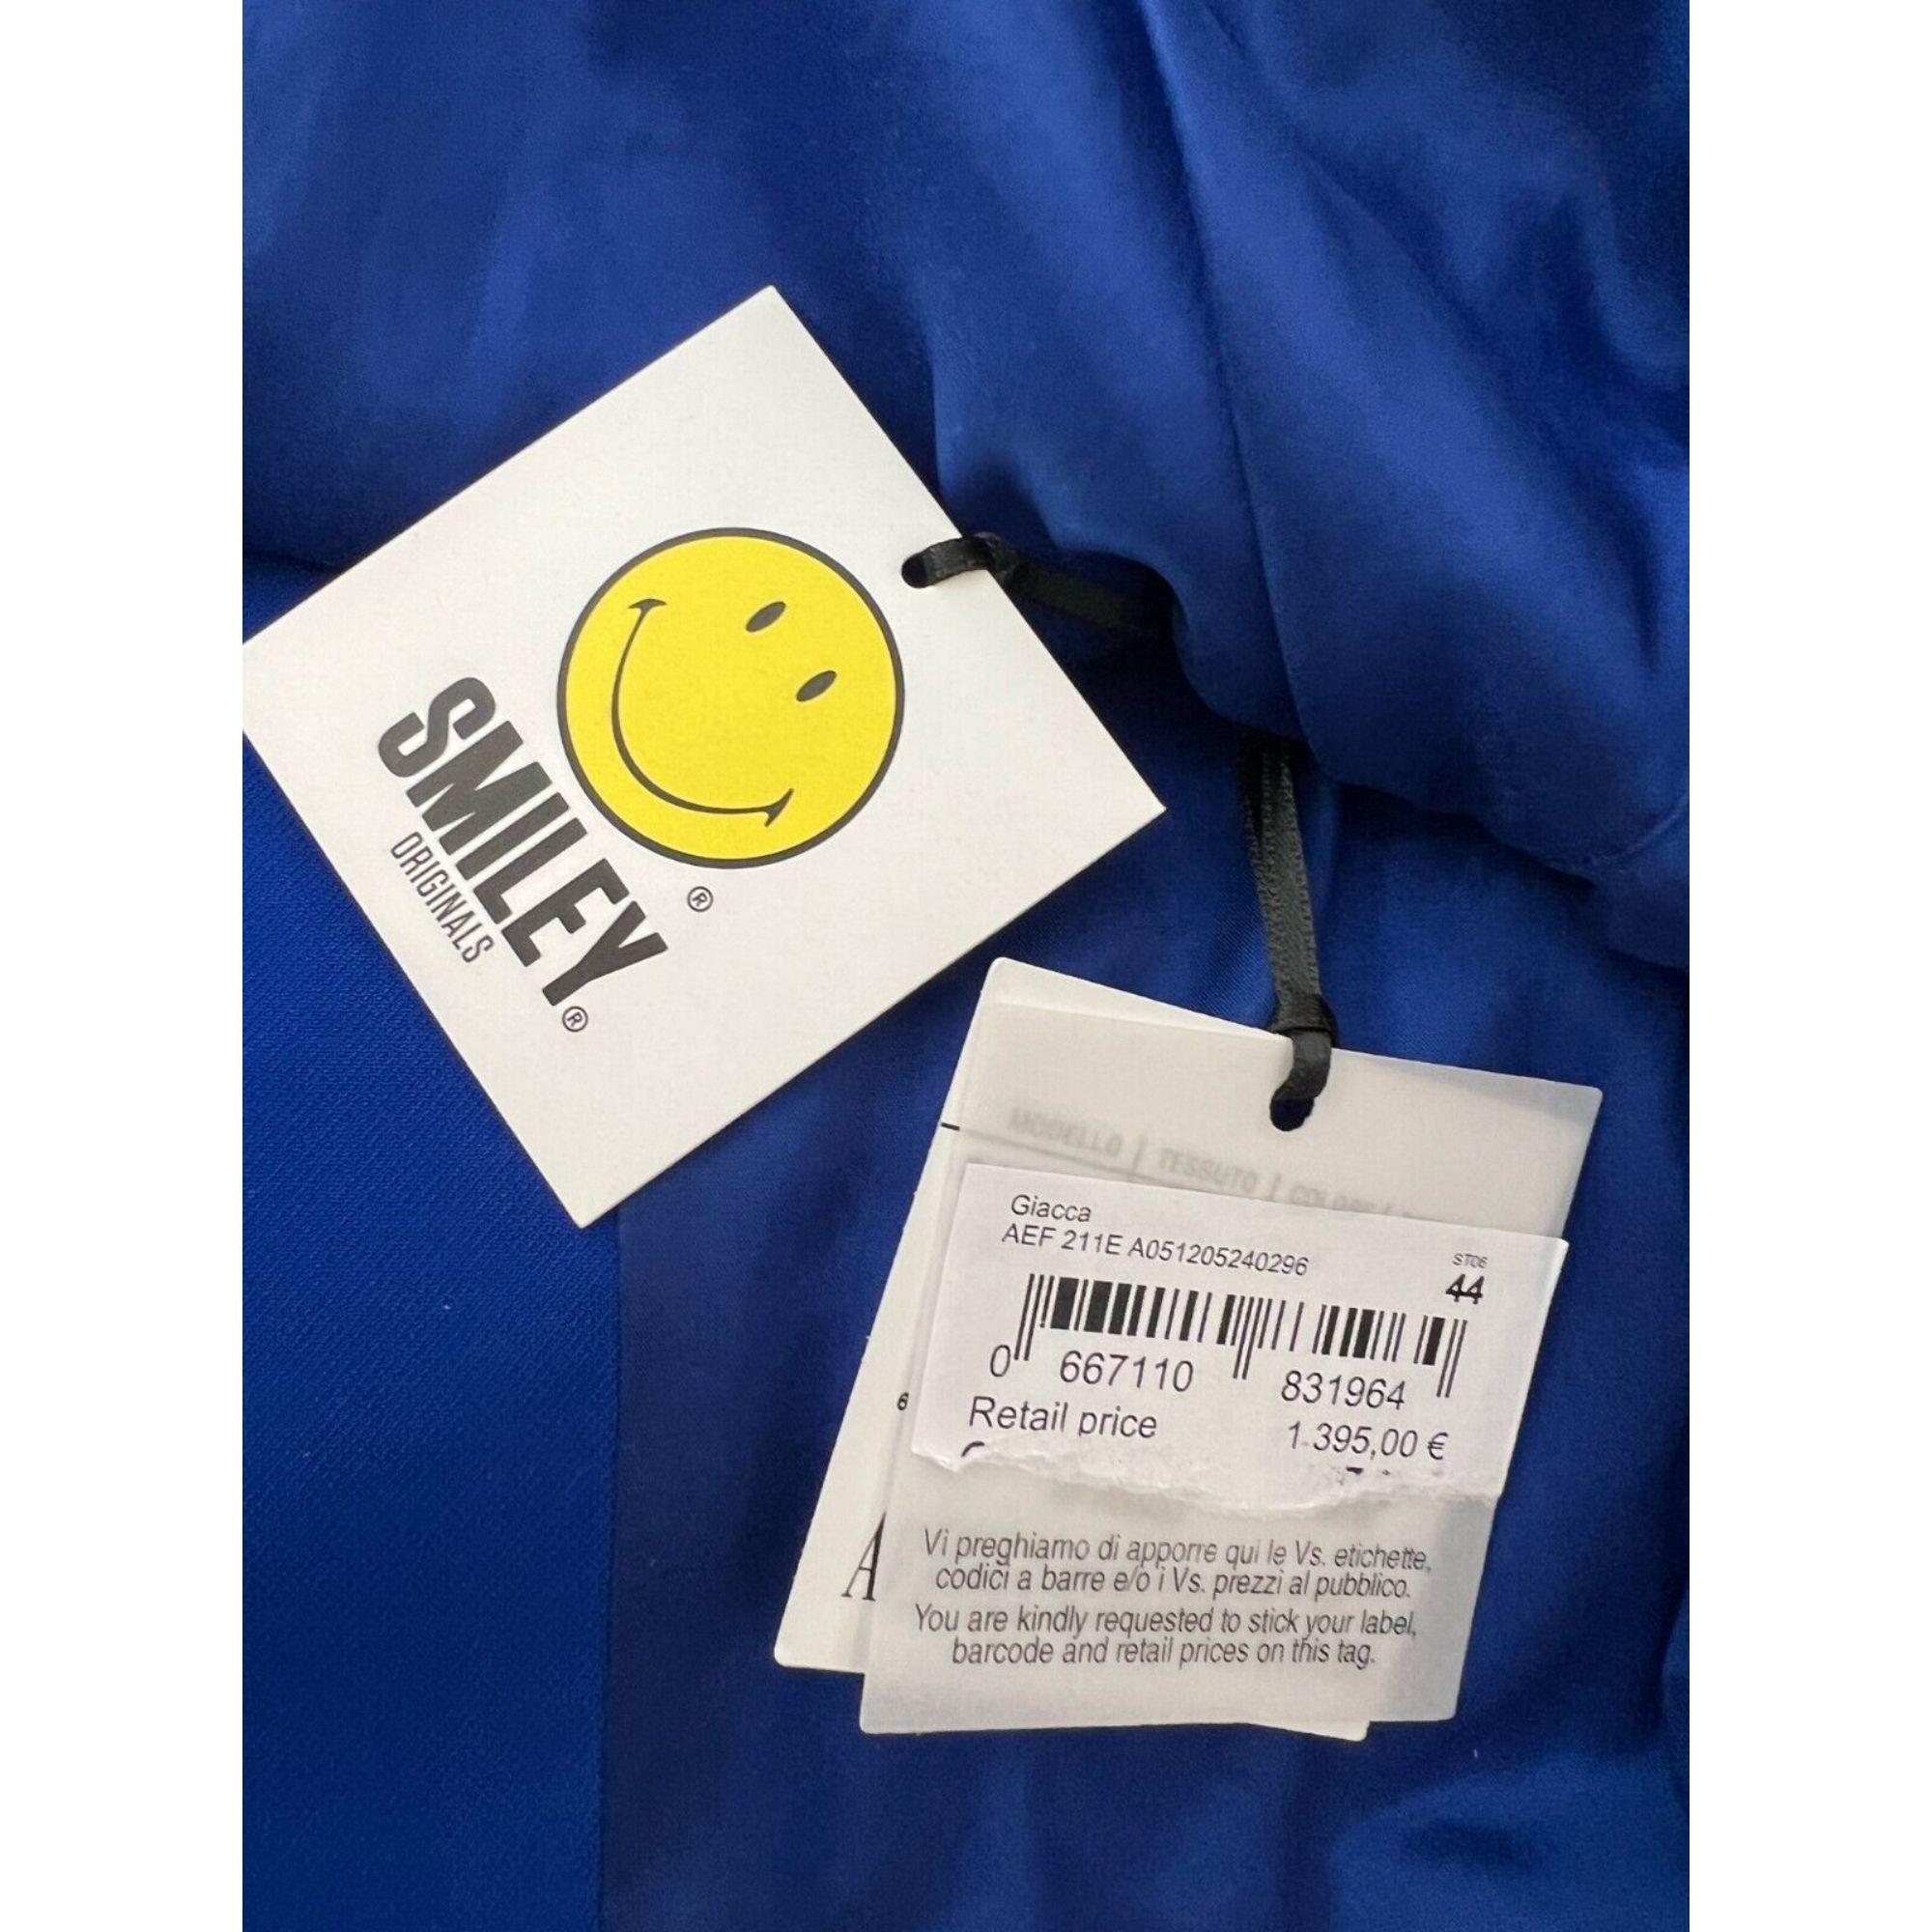 SMILEY®
ORIGINALS
®
MODELLO | TESSUTO |
Giacca
AEF 211E A051205240296
ST06
44
0 667110 831964
Retail price 1.395,00 €
6
A
Vi preghiamo di apporre qui le Vs. etichette,
codici a barre e/o i Vs. prezzi al pubblico.
You are kindly requested to stick your label,
barcode and retail prices on this tag.